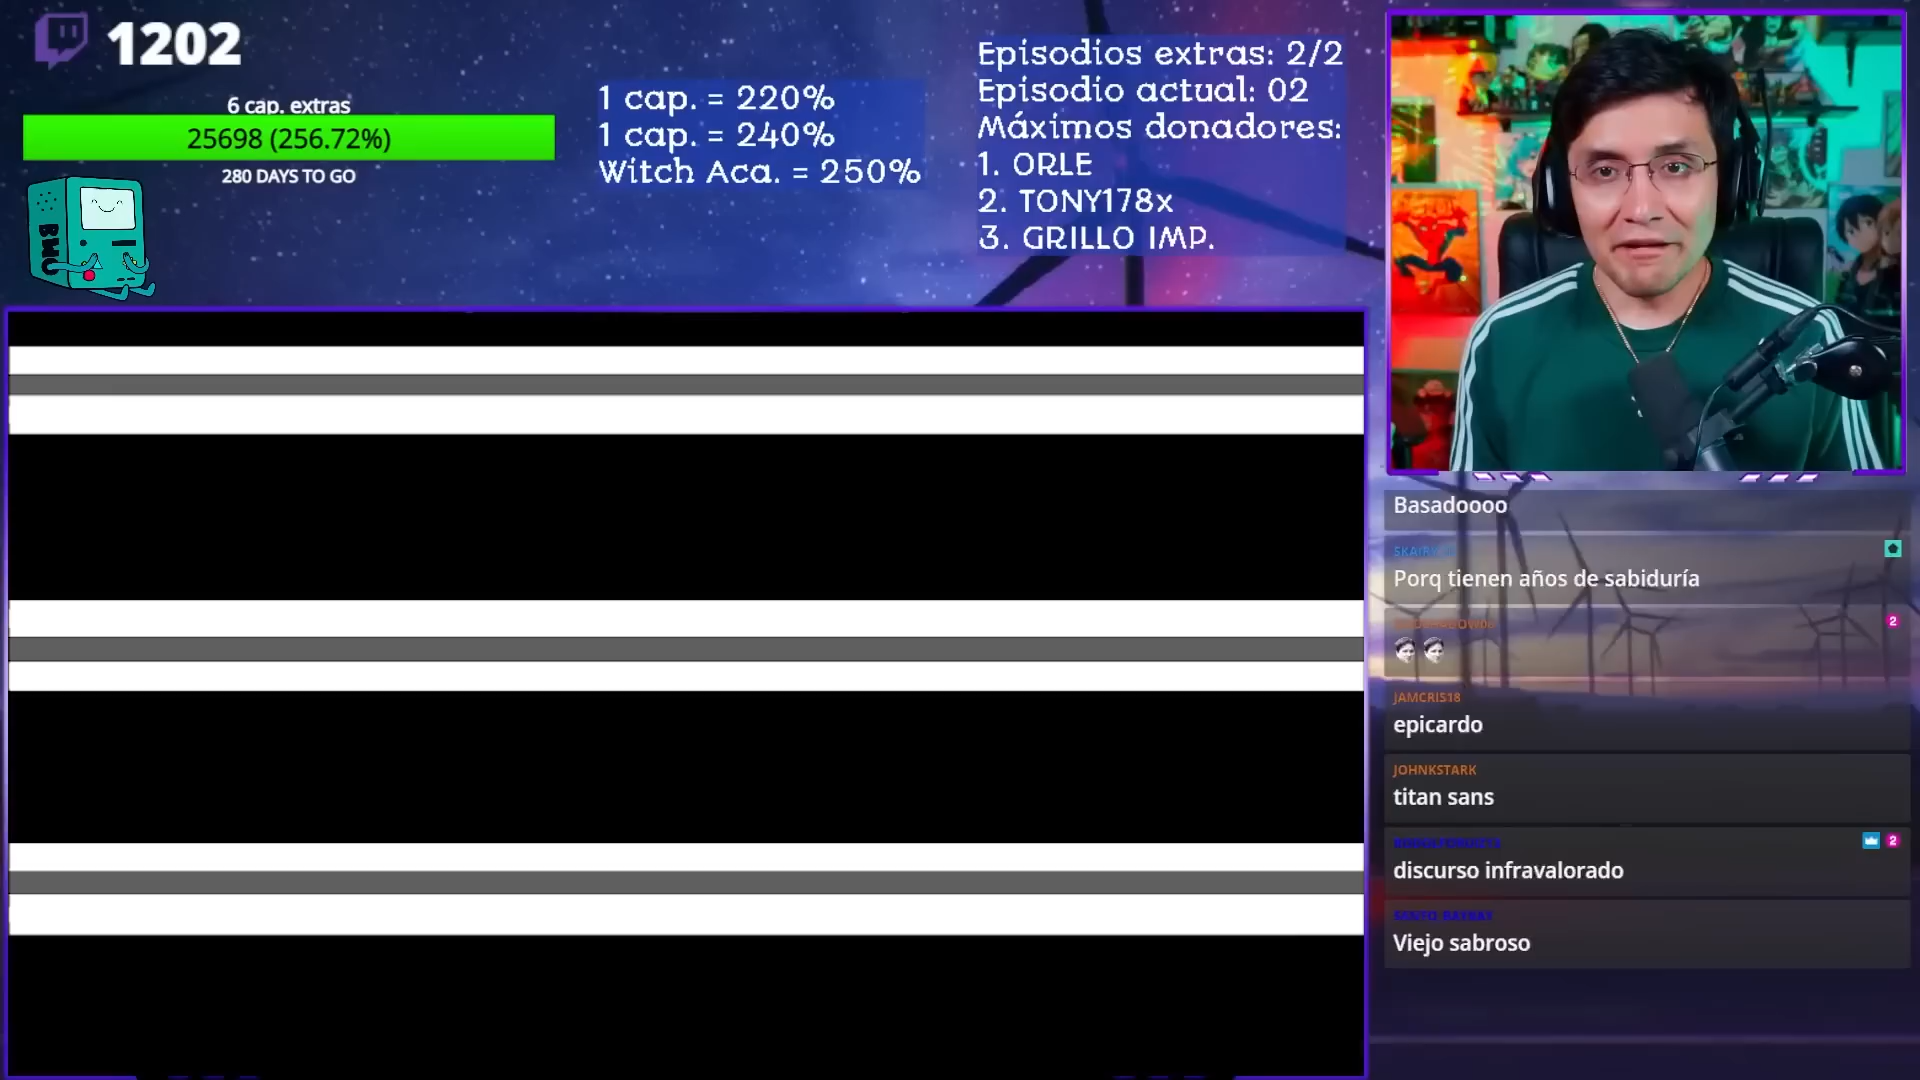 1202
6 cap. extras
25698 (256.72%)
280 DAYS TO GO
BMO
1 cap. = 220%
1 cap. = 240%
Witch Aca. = 250%
Episodios extras: 2/2
Episodio actual: 02
Máximos donadores:
1. ORLE
2. TONY178x
3. GRILLO IMP.
Basadoooo
Porq tienen años de sabiduría
2
JAMCRIS18
epicardo
JOHNKSTARK
titan sans
2
discurso infravalorado
Viejo sabroso